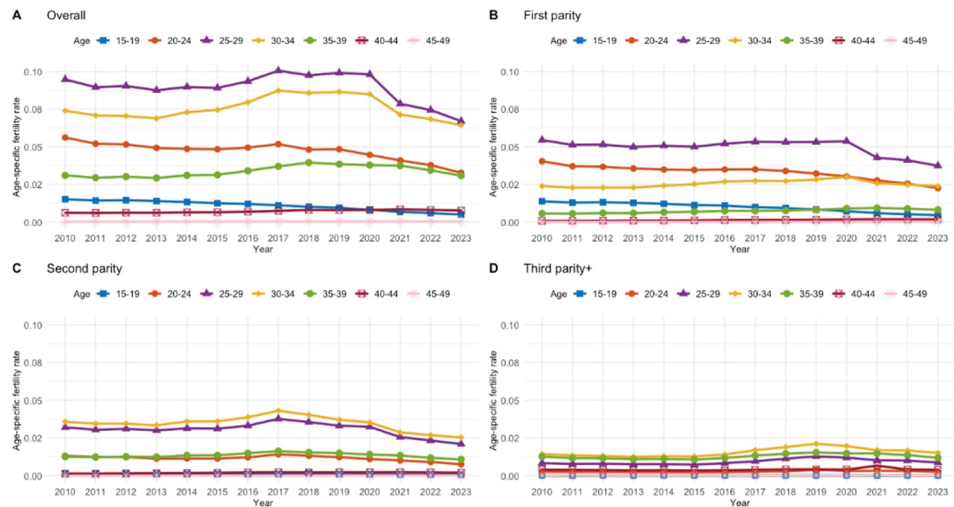 A Overall
Age 15-19 20-24 25-29 30-34 35-39 40-44 45-49
Age-specific fertility rate
0.10
0.08
0.05
0.02
0.00
2010 2011 2012 2013 2014 2015 2016 2017 2018 2019 2020 2021 2022 2023
Year
B First parity
Age 15-19 20-24 25-29 30-34 35-39 40-44 45-49
Age-specific fertility rate
0.10
0.08
0.05
0.02
0.00
2010 2011 2012 2013 2014 2015 2016 2017 2018 2019 2020 2021 2022 2023
Year
C Second parity
Age 15-19 20-24 25-29 30-34 35-39 40-44 45-49
Age-specific fertility rate
0.10
0.08
0.05
0.02
0.00
2010 2011 2012 2013 2014 2015 2016 2017 2018 2019 2020 2021 2022 2023
Year
D Third parity+
Age 15-19 20-24 25-29 30-34 35-39 40-44 45-49
Age-specific fertility rate
0.10
0.08
0.05
0.02
0.00
2010 2011 2012 2013 2014 2015 2016 2017 2018 2019 2020 2021 2022 2023
Year